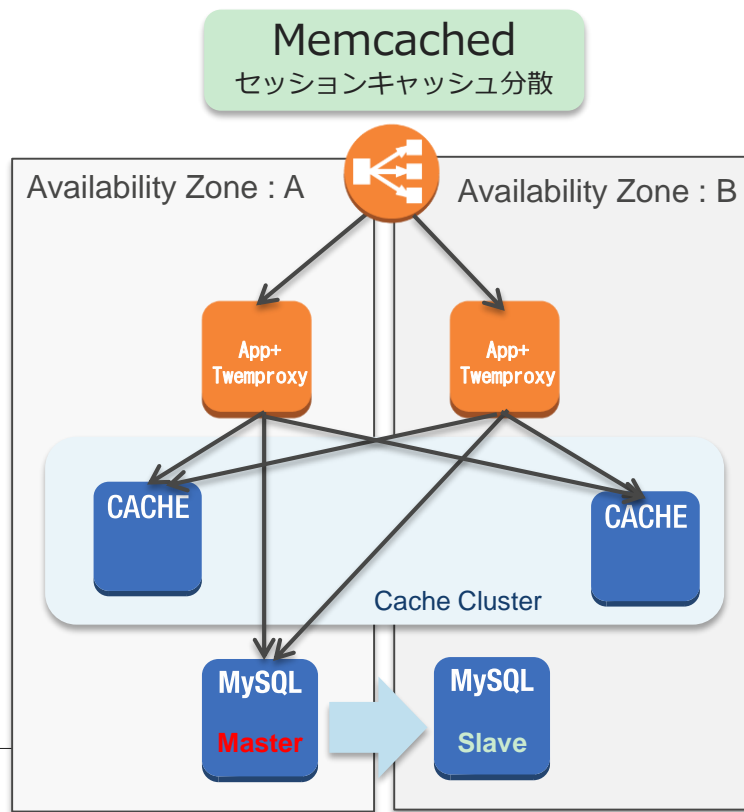 Memcached
セッションキャッシュ分散
Availability Zone : A
Availability Zone : B
App+
Twemproxy
App+
Twemproxy
CACHE
CACHE
Cache Cluster
MySQL
Master
MySQL
Slave